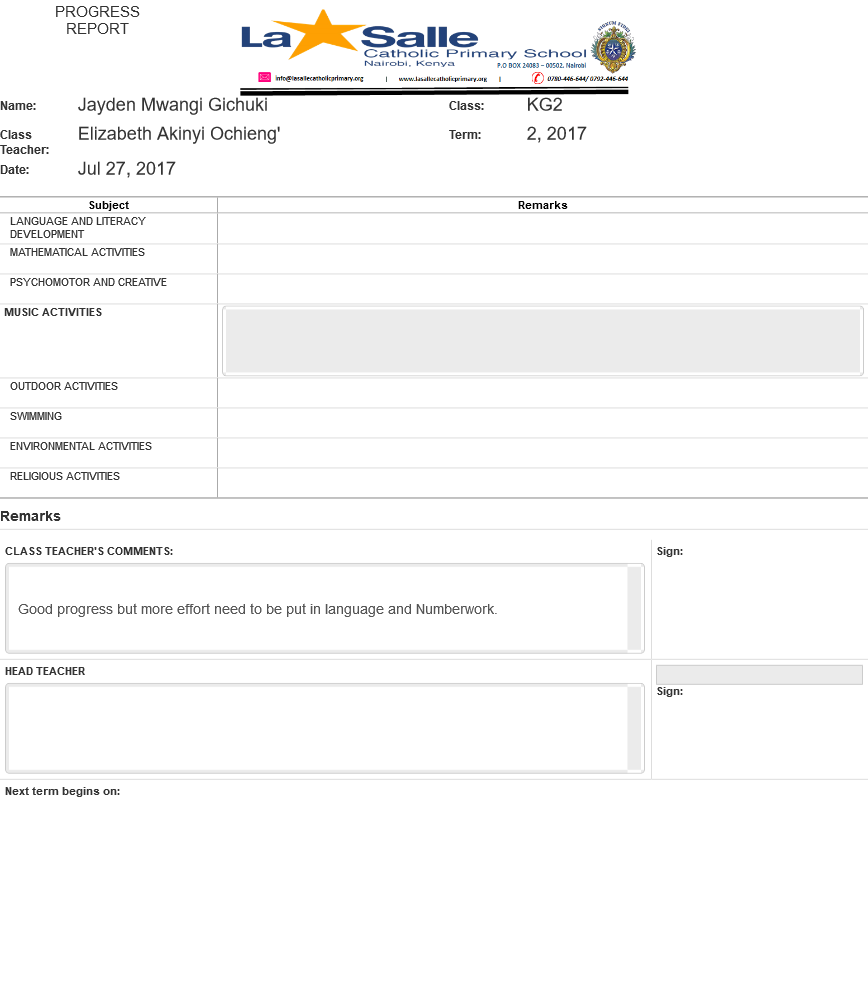 PROGRESS
REPORT
La Salle
Catholic Primary School
Nairobi, Kenya
P.O BOX 24083 – 00502, Nairobi
info@lasallecatholicprimary.org | www.lasallecatholicprimary.org | 0780-446-644/ 0792-446-644
Name: Jayden Mwangi Gichuki Class: KG2
Class Teacher: Elizabeth Akinyi Ochieng' Term: 2, 2017
Date: Jul 27, 2017
Subject Remarks
LANGUAGE AND LITERACY
DEVELOPMENT
MATHEMATICAL ACTIVITIES
PSYCHOMOTOR AND CREATIVE
MUSIC ACTIVITIES
OUTDOOR ACTIVITIES
SWIMMING
ENVIRONMENTAL ACTIVITIES
RELIGIOUS ACTIVITIES
Remarks
CLASS TEACHER'S COMMENTS: Sign:
Good progress but more effort need to be put in language and Numberwork.
HEAD TEACHER
Sign:
Next term begins on: